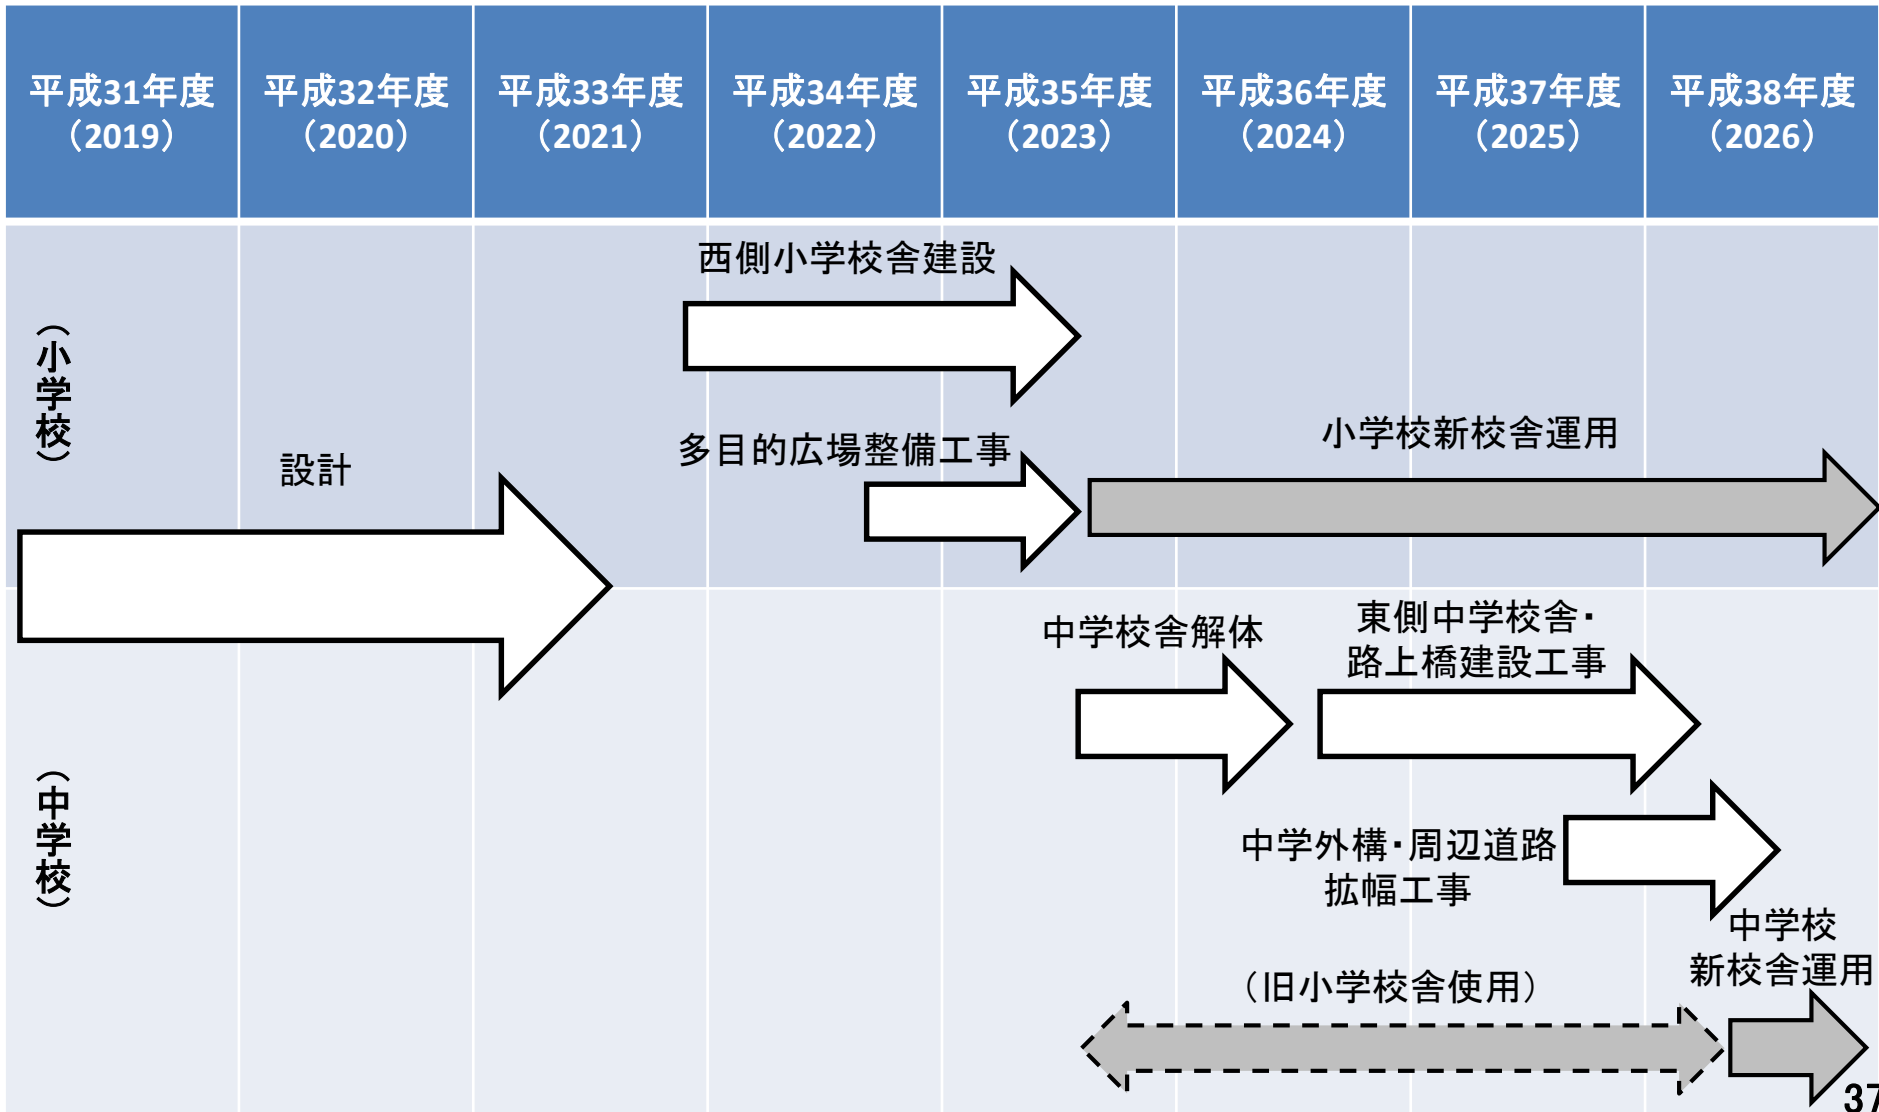 平成31年度
（2019）
平成32年度
（2020）
平成33年度
（2021）
平成34年度
（2022）
平成35年度
（2023）
平成36年度
（2024）
平成37年度
（2025）
平成38年度
（2026）
（小学校）
西側小学校舎建設
多目的広場整備工事
小学校新校舎運用
設計
（中学校）
中学校舎解体
東側中学校舎・
路上橋建設工事
中学外構・周辺道路
拡幅工事
（旧小学校舎使用）
中学校
新校舎運用
37